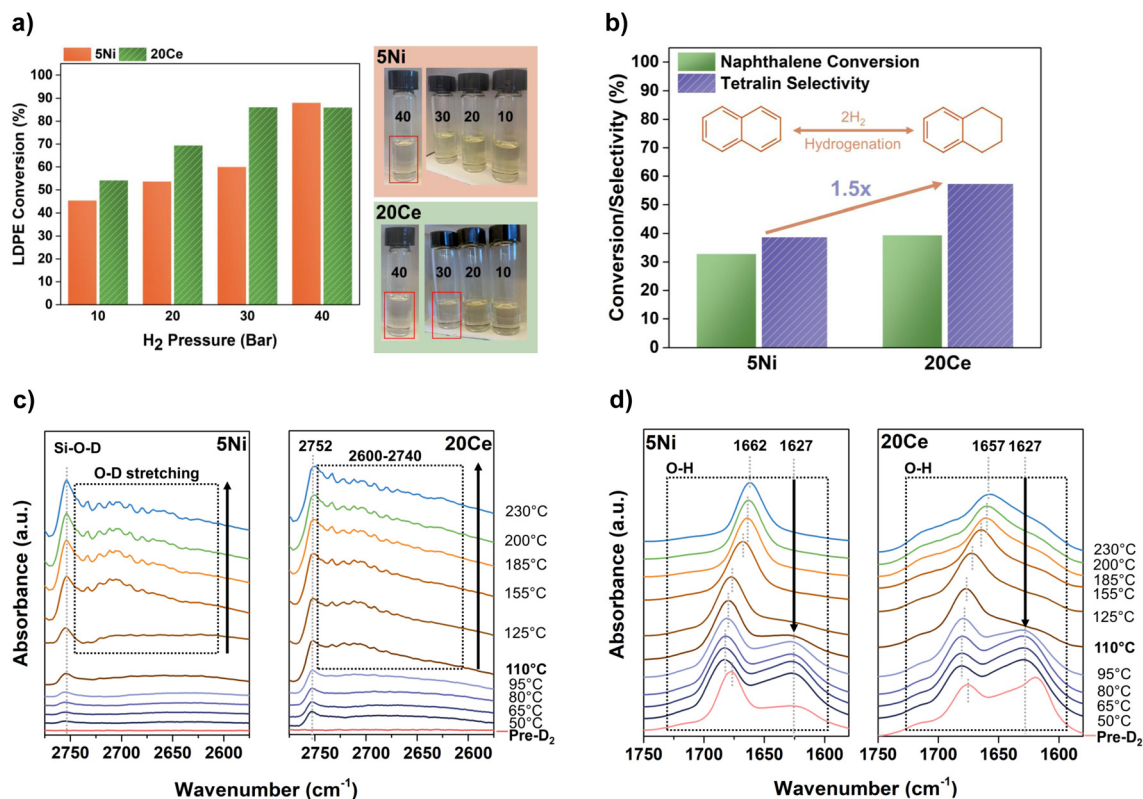 a)
5Ni 20Ce
LDPE Conversion (%)
100
90
80
70
60
50
40
30
20
10
0
10 20 30 40
H2 Pressure (Bar)
5Ni
40 30 20 10
20Ce
40 30 20 10
b)
Conversion/Selectivity (%)
100
90
80
70
60
50
40
30
20
10
0
Naphthalene Conversion
Tetralin Selectivity
2H2
Hydrogenation
1.5x
5Ni 20Ce
c)
Absorbance (a.u.)
Si-O-D 5Ni
O-D stretching
2750 2700 2650 2600
2752 20Ce
2600-2740
230°C
200°C
185°C
155°C
125°C
110°C
95°C
80°C
65°C
50°C
Pre-D2
2750 2700 2650 2600
Wavenumber (cm-1)
d)
Absorbance (a.u.)
5Ni 1662 1627
O-H
1750 1700 1650 1600
20Ce 1657 1627
O-H
230°C
200°C
185°C
155°C
125°C
110°C
95°C
80°C
65°C
50°C
Pre-D2
1750 1700 1650 1600
Wavenumber (cm-1)